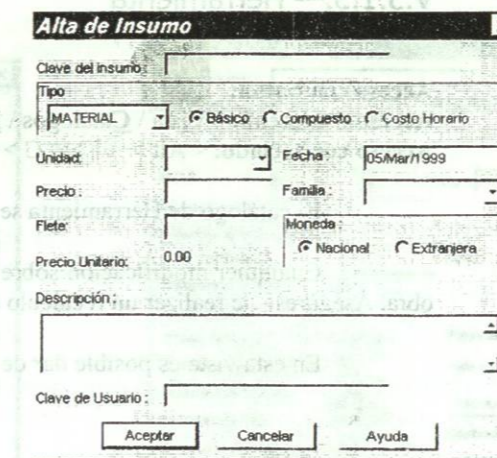 Alta de Insumo
Clave del insumo:
Tipo
MATERIAL Básico Compuesto Costo Horario
Unidad: Fecha: 05/Mar/1999
Precio: Familia:
Flete: Moneda:
Precio Unitario: 0.00 Nacional Extranjera
Descripción:
Clave de Usuario:
Aceptar Cancelar Ayuda